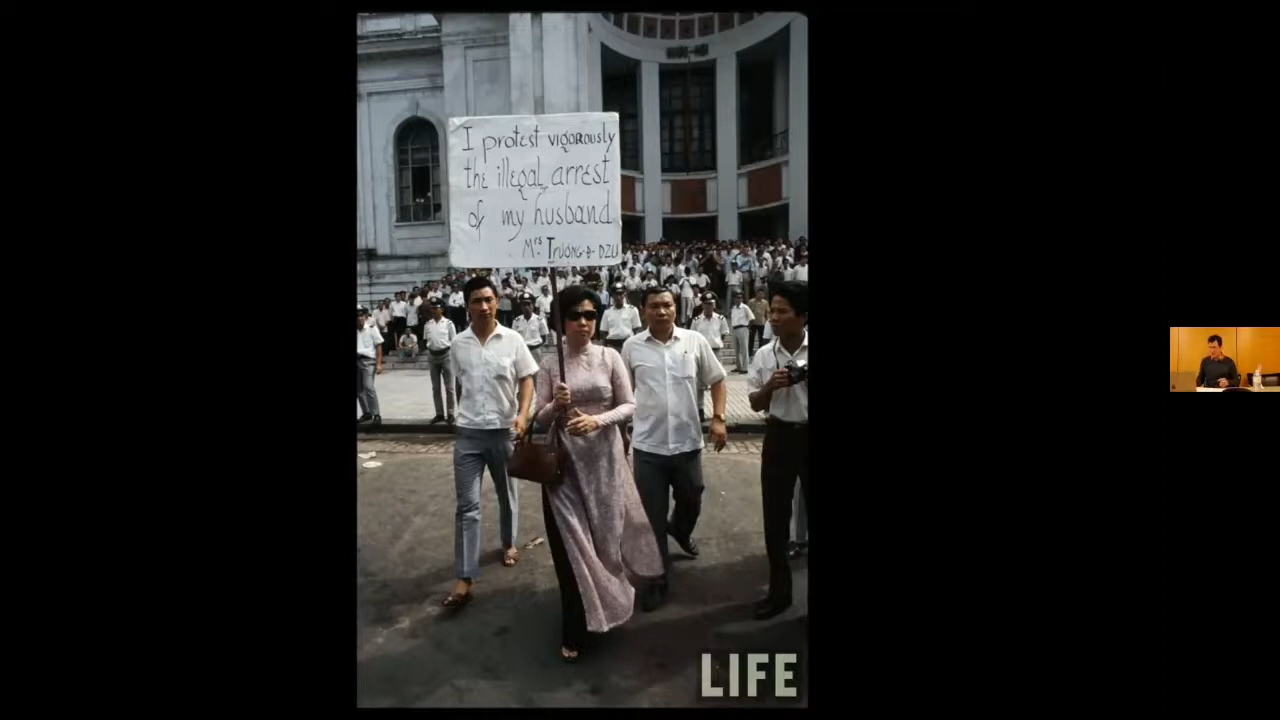 I protest vigorously
the illegal arrest
of my husband
Mrs Trương-Đ-DZU
LIFE